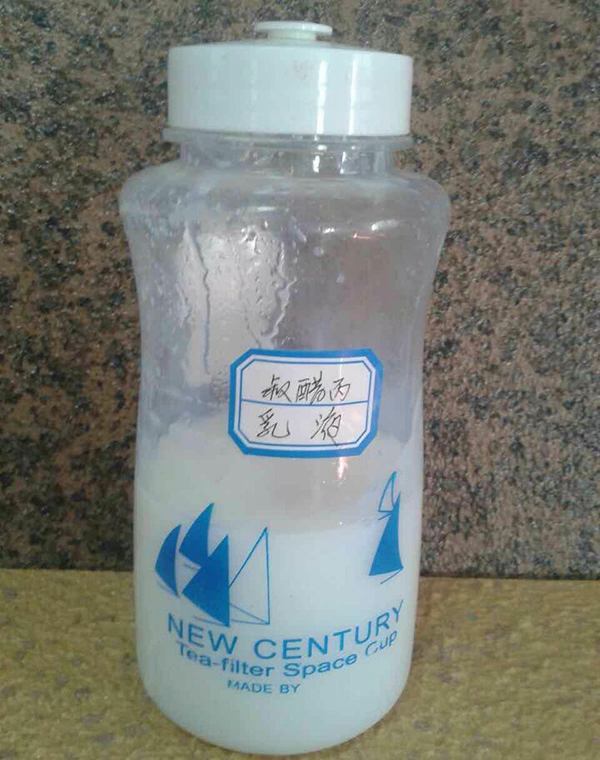 叔醋丙
乳液
NEW CENTURY
Tea-filter Space Cup
MADE BY